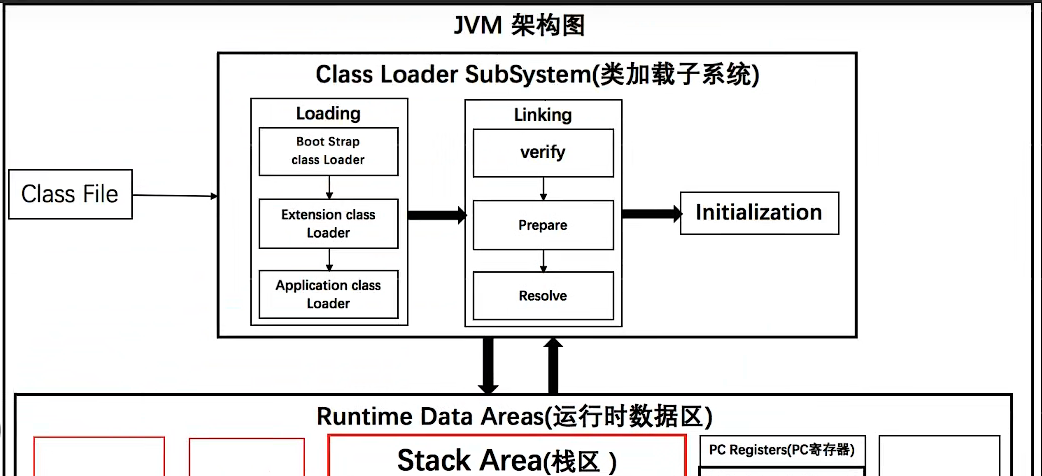 JVM 架构图
Class Loader SubSystem(类加载子系统)
Loading
Boot Strap
class Loader
Extension class
Loader
Application class
Loader
Linking
verify
Prepare
Resolve
Class File
Initialization
Runtime Data Areas(运行时数据区)
Stack Area(栈区 )
PC Registers(PC寄存器)